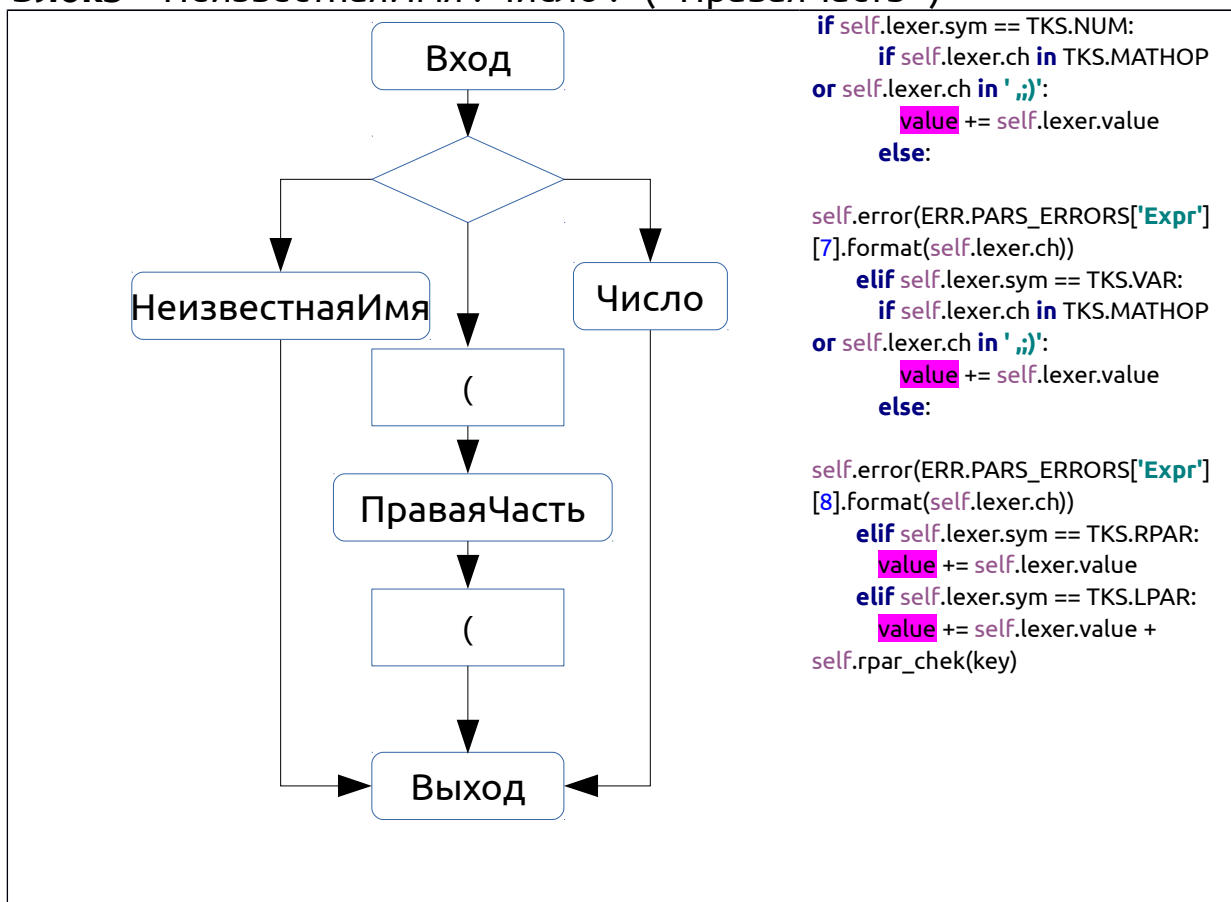 Вход
НеизвестнаяИмя
Число
(
ПраваяЧасть
(
Выход
if self.lexer.sym == TKS.NUM:
if self.lexer.ch in TKS.MATHOP
or self.lexer.ch in ' ,;)':
value += self.lexer.value
else:
self.error(ERR.PARS_ERRORS['Expr']
[7].format(self.lexer.ch))
elif self.lexer.sym == TKS.VAR:
if self.lexer.ch in TKS.MATHOP
or self.lexer.ch in ' ,;)':
value += self.lexer.value
else:
self.error(ERR.PARS_ERRORS['Expr']
[8].format(self.lexer.ch))
elif self.lexer.sym == TKS.RPAR:
value += self.lexer.value
elif self.lexer.sym == TKS.LPAR:
value += self.lexer.value +
self.rpar_chek(key)